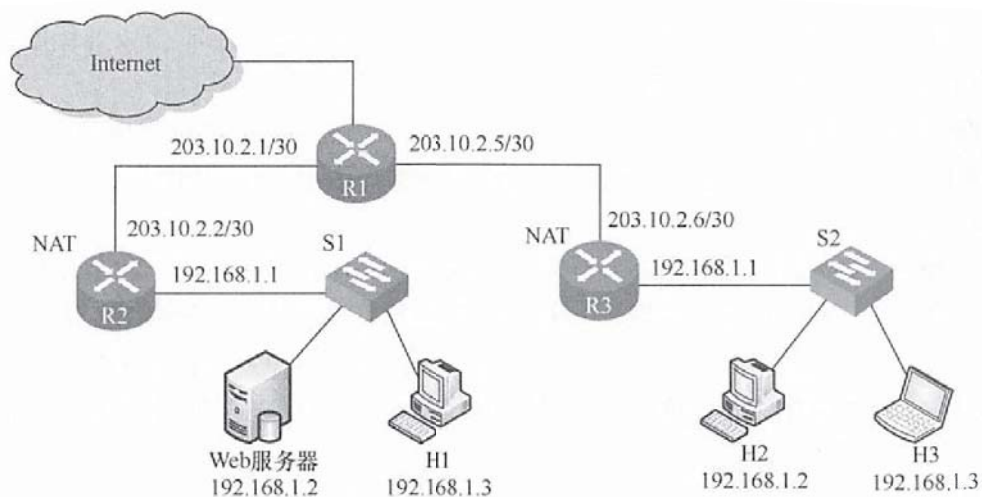 Internet
203.10.2.1/30
203.10.2.5/30
R1
203.10.2.2/30
203.10.2.6/30
NAT
S1
NAT
S2
192.168.1.1
192.168.1.1
R2
R3
Web服务器
192.168.1.2
H1
192.168.1.3
H2
192.168.1.2
H3
192.168.1.3